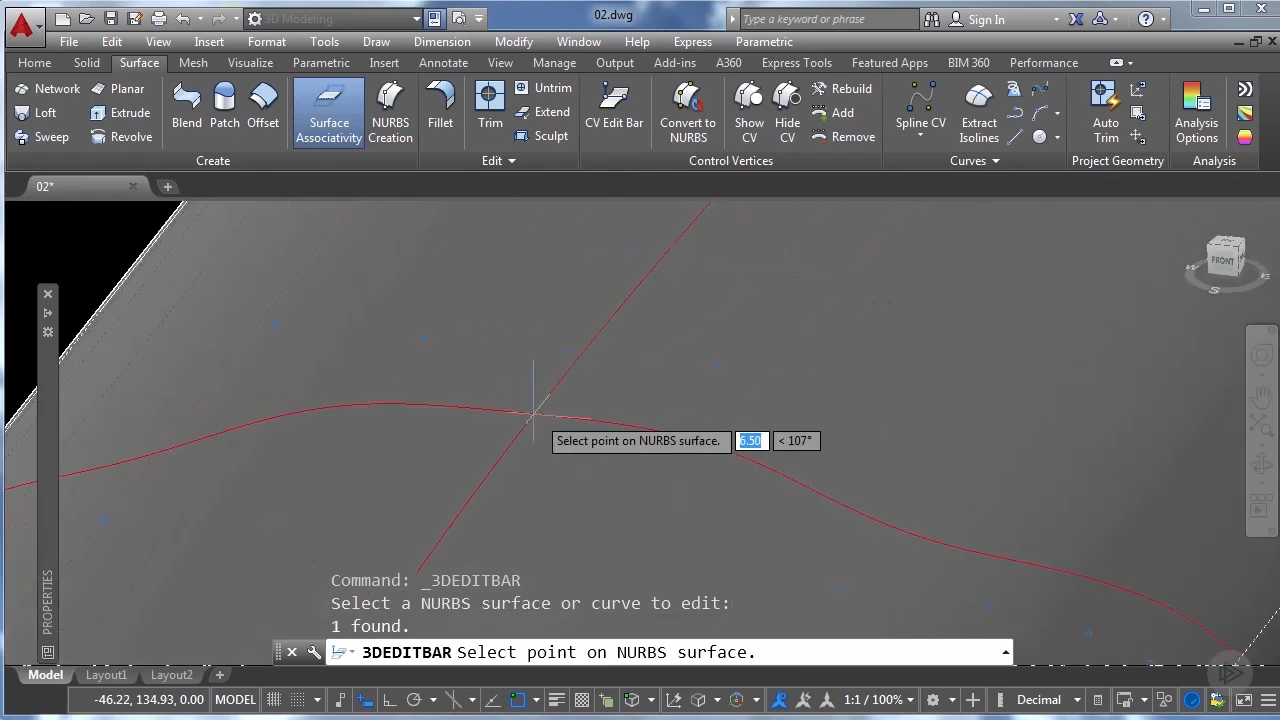 3D Modeling
02.dwg
Type a keyword or phrase
Sign In
File Edit View Insert Format Tools Draw Dimension Modify Window Help Express Parametric
Home Solid Surface Mesh Visualize Parametric Insert Annotate View Manage Output Add-ins A360 Express Tools Featured Apps BIM 360 Performance
Network Planar
Loft Extrude
Sweep Revolve
Blend Patch Offset
Surface
Associativity
NURBS
Creation
Fillet
Trim
Untrim
Extend
Sculpt
CV Edit Bar
Convert to
NURBS
Show
CV
Hide
CV
Rebuild
Add
Remove
Spline CV
Extract
Isolines
Auto
Trim
Analysis
Options
Create Edit Control Vertices Curves Project Geometry Analysis
02*
FRONT
W
S
E
Select point on NURBS surface. 6.50 < 107°
PROPERTIES
Command: _3DEDITBAR
Select a NURBS surface or curve to edit:
1 found.
3DEDITBAR Select point on NURBS surface.
Model Layout1 Layout2
-46.22, 134.93, 0.00 MODEL 1:1 / 100% Decimal